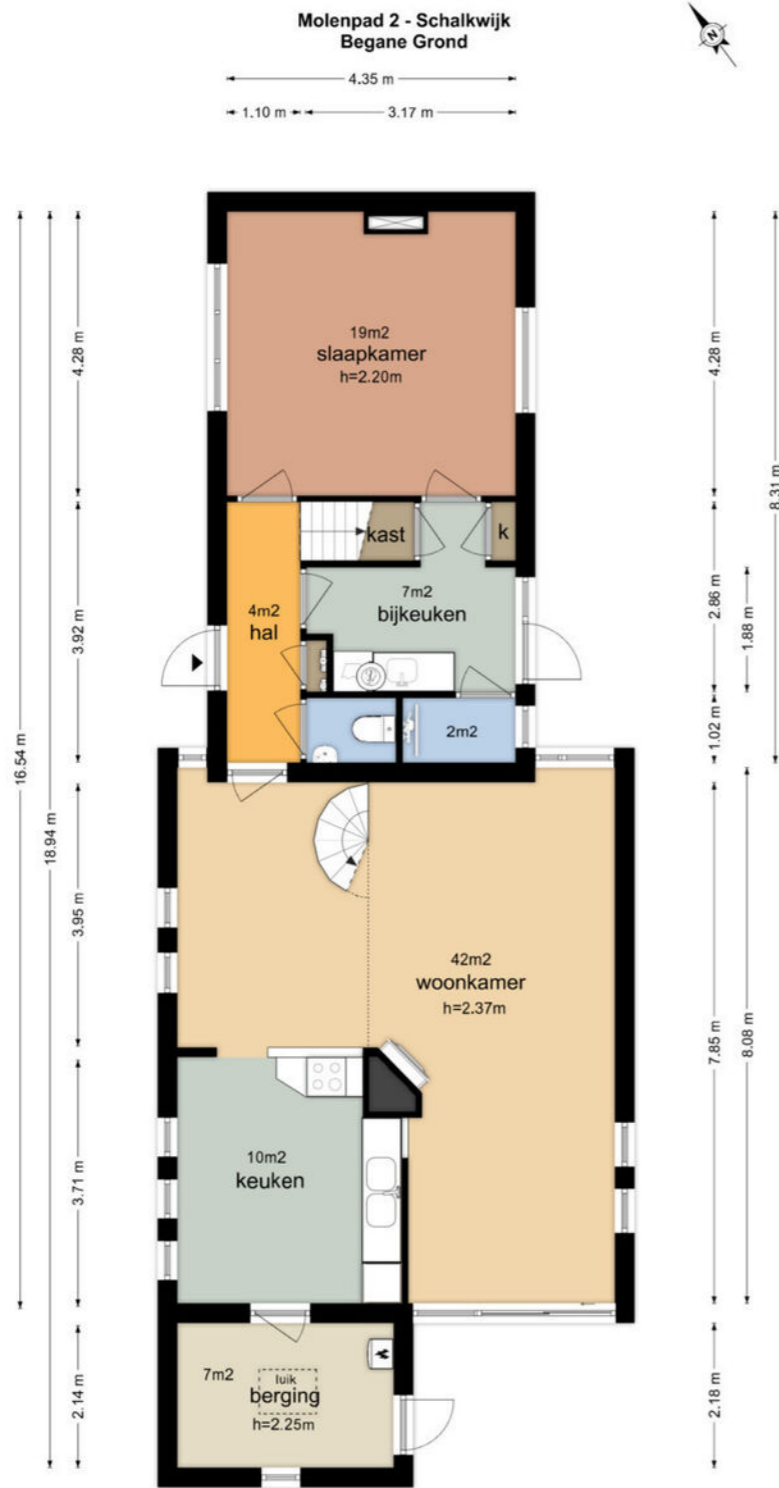 Molenpad 2 - Schalkwijk
Begane Grond
N
4.35 m
1.10 m
3.17 m
19m2
slaapkamer
h=2.20m
4.28 m
4.28 m
8.31 m
kast
k
7m2
bijkeuken
4m2
hal
3.92 m
2.86 m
1.88 m
2m2
1.02 m
16.54 m
18.94 m
3.95 m
42m2
woonkamer
h=2.37m
7.85 m
8.08 m
10m2
keuken
3.71 m
7m2
luik
berging
h=2.25m
2.14 m
2.18 m